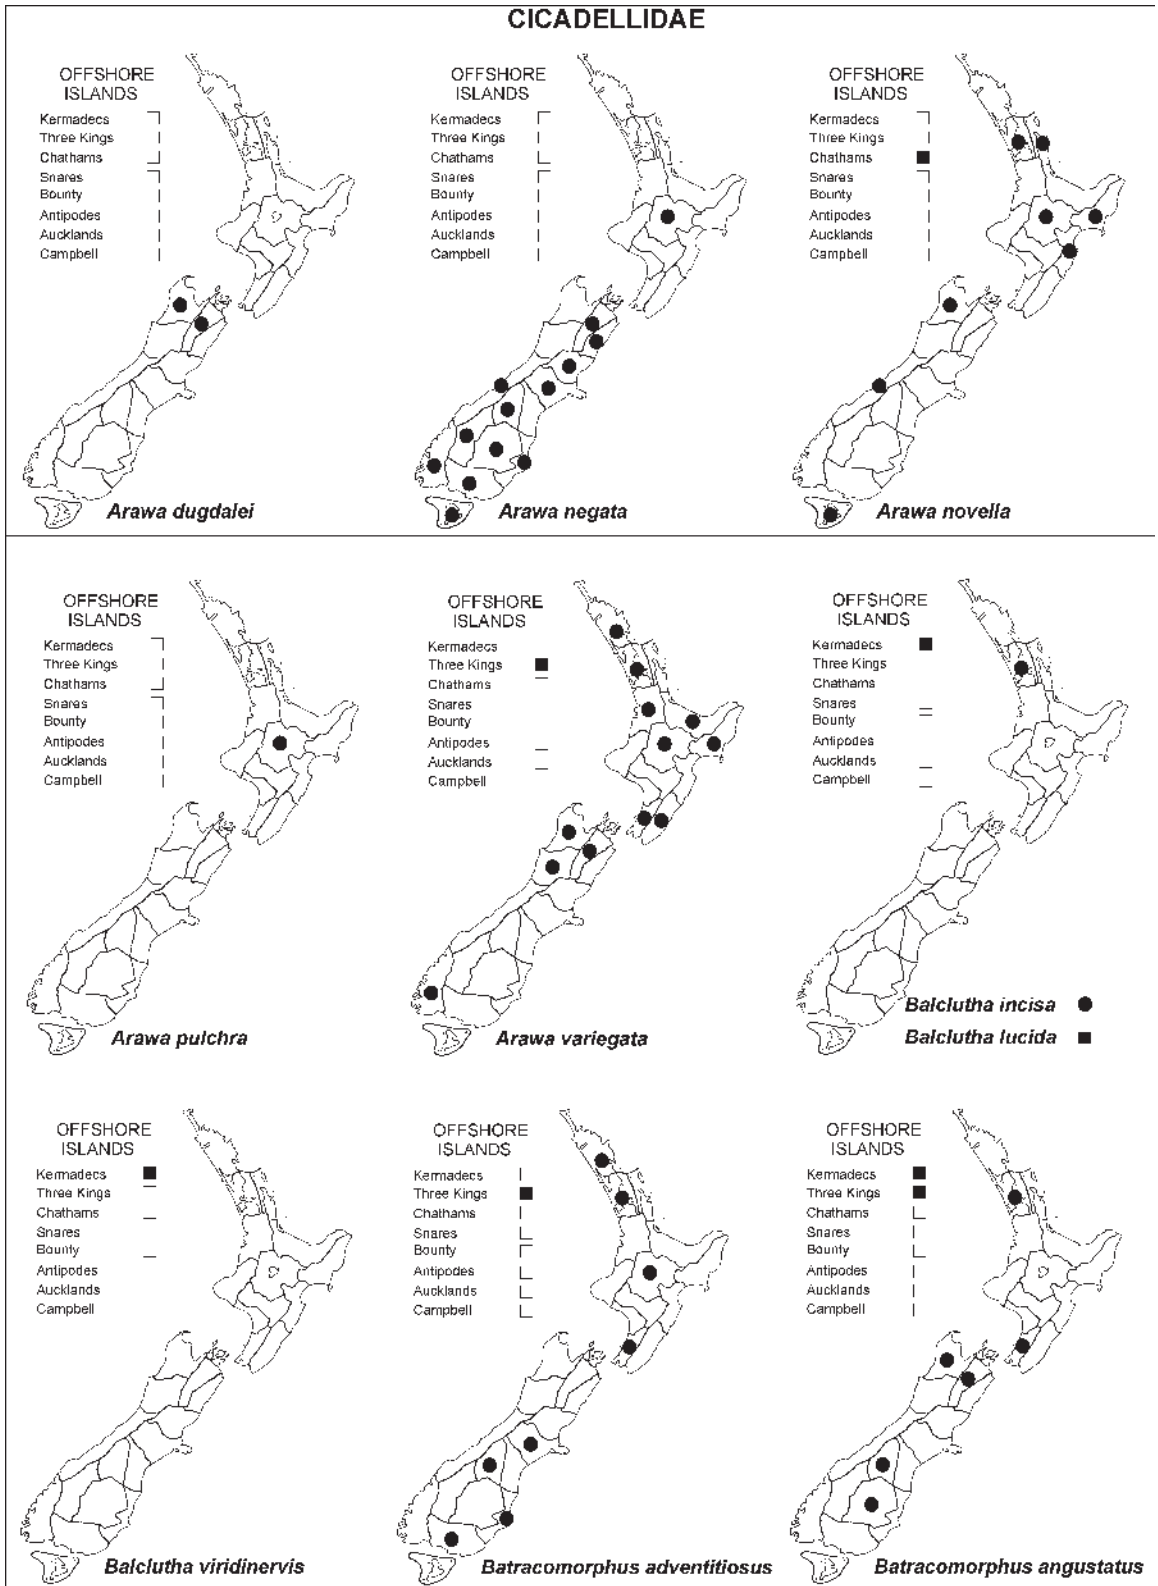 CICADELLIDAE
OFFSHORE
ISLANDS
Kermadecs
Three Kings
Chathams
Snares
Bounty
Antipodes
Aucklands
Campbell
Arawa dugdalei
OFFSHORE
ISLANDS
Kermadecs
Three Kings
Chathams
Snares
Bounty
Antipodes
Aucklands
Campbell
Arawa negata
OFFSHORE
ISLANDS
Kermadecs
Three Kings
Chathams
Snares
Bounty
Antipodes
Aucklands
Campbell
Arawa novella
OFFSHORE
ISLANDS
Kermadecs
Three Kings
Chathams
Snares
Bounty
Antipodes
Aucklands
Campbell
Arawa pulchra
OFFSHORE
ISLANDS
Kermadecs
Three Kings
Chathams
Snares
Bounty
Antipodes
Aucklands
Campbell
Arawa variegata
OFFSHORE
ISLANDS
Kermadecs
Three Kings
Chathams
Snares
Bounty
Antipodes
Aucklands
Campbell
Balclutha incisa
Balclutha lucida
OFFSHORE
ISLANDS
Kermadecs
Three Kings
Chathams
Snares
Bounty
Antipodes
Aucklands
Campbell
Balclutha viridinervis
OFFSHORE
ISLANDS
Kermadecs
Three Kings
Chathams
Snares
Bounty
Antipodes
Aucklands
Campbell
Batracomorphus adventitiosus
OFFSHORE
ISLANDS
Kermadecs
Three Kings
Chathams
Snares
Bounty
Antipodes
Aucklands
Campbell
Batracomorphus angustatus